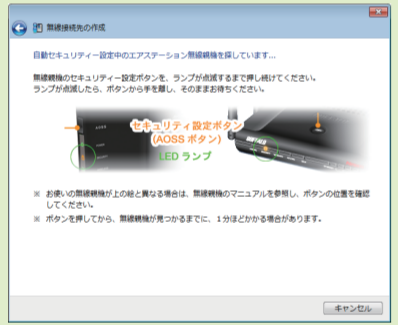 無線接続先の作成
自動セキュリティー設定中のエアステーション無線親機を探しています...
無線親機のセキュリティー設定ボタンを、ランプが点滅するまで押し続けてください。
ランプが点滅したら、ボタンから手を離し、そのままお待ちください。
AOSS
セキュリティ設定ボタン
(AOSS ボタン)
LED ランプ
BUFFALO
※ お使いの無線親機が上の絵と異なる場合は、無線親機のマニュアルを参照し、ボタンの位置を確認
してください。
※ ボタンを押してから、無線親機が見つかるまでに、1分ほどかかる場合があります。
キャンセル